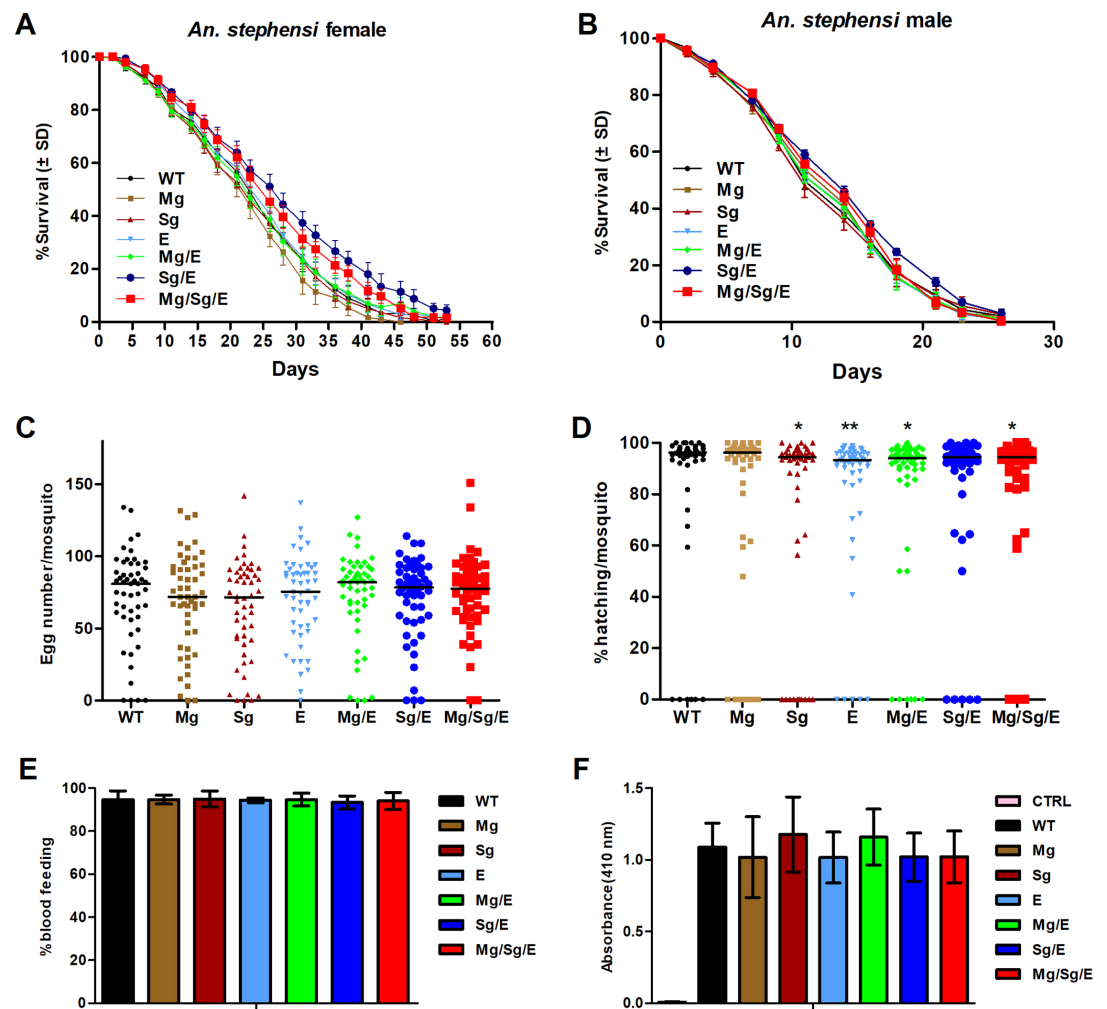 A
An. stephensi female
%Survival (± SD)
100
80
60
40
20
0
WT
Mg
Sg
E
Mg/E
Sg/E
Mg/Sg/E
0 5 10 15 20 25 30 35 40 45 50 55 60
Days
B
An. stephensi male
%Survival (± SD)
100
80
60
40
20
0
WT
Mg
Sg
E
Mg/E
Sg/E
Mg/Sg/E
0 10 20 30
Days
C
Egg number/mosquito
150
100
50
0
WT Mg Sg E Mg/E Sg/E Mg/Sg/E
D
% hatching/mosquito
* ** * *
100
80
60
40
20
0
WT Mg Sg E Mg/E Sg/E Mg/Sg/E
E
%blood feeding
100
80
60
40
20
0
WT
Mg
Sg
E
Mg/E
Sg/E
Mg/Sg/E
F
Absorbance(410 nm)
1.5
1.0
0.5
0.0
CTRL
WT
Mg
Sg
E
Mg/E
Sg/E
Mg/Sg/E